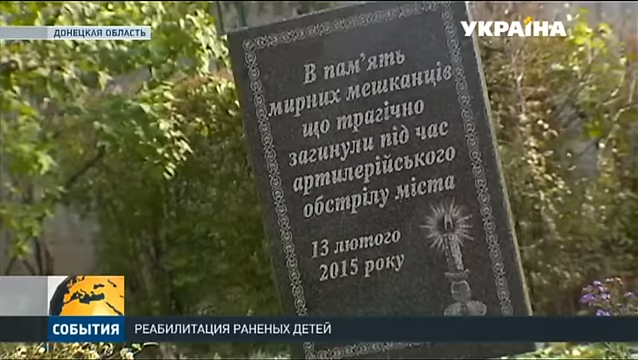 ДОНЕЦКАЯ ОБЛАСТЬ
УКРАЇНА
В пам'ять
мирних мешканців
що трагічно
загинули під час
артилерійського
обстрілу міста
13 лютого
2015 року
СОБЫТИЯ
РЕАБИЛИТАЦИЯ РАНЕНЫХ ДЕТЕЙ